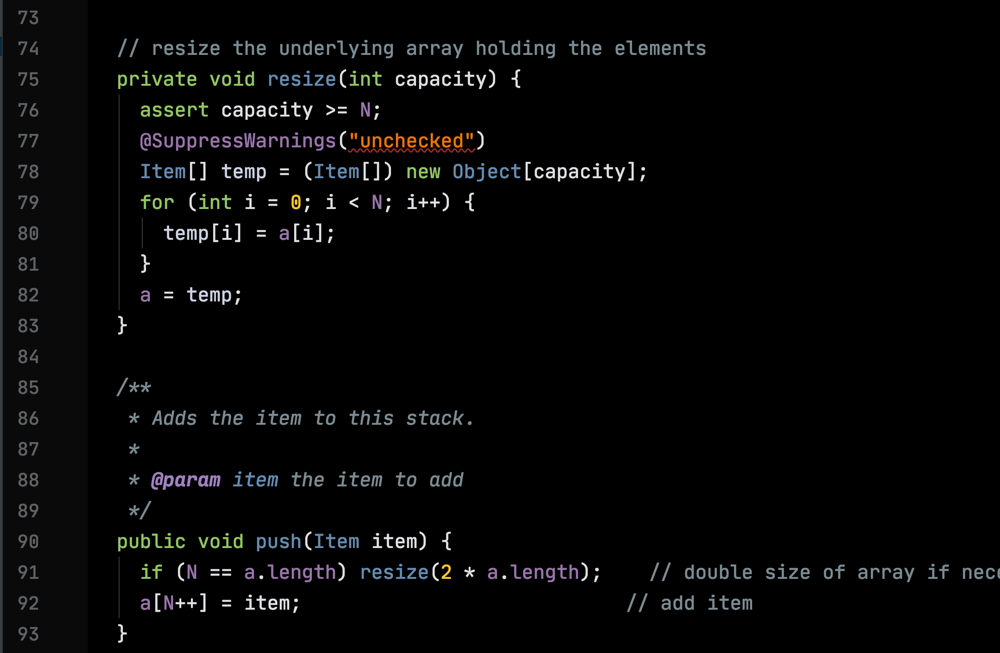 73
74 // resize the underlying array holding the elements
75 private void resize(int capacity) {
76 assert capacity >= N;
77 @SuppressWarnings("unchecked")
78 Item[] temp = (Item[]) new Object[capacity];
79 for (int i = 0; i < N; i++) {
80 temp[i] = a[i];
81 }
82 a = temp;
83 }
84
85 /**
86 * Adds the item to this stack.
87 *
88 * @param item the item to add
89 */
90 public void push(Item item) {
91 if (N == a.length) resize(2 * a.length); // double size of array if
92 a[N++] = item; // add item
93 }